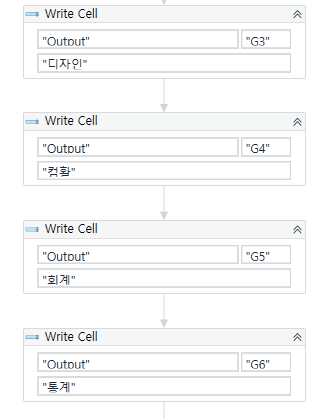 Write Cell
"Output" "G3"
"디자인"
Write Cell
"Output" "G4"
"컴활"
Write Cell
"Output" "G5"
"회계"
Write Cell
"Output" "G6"
"통계"